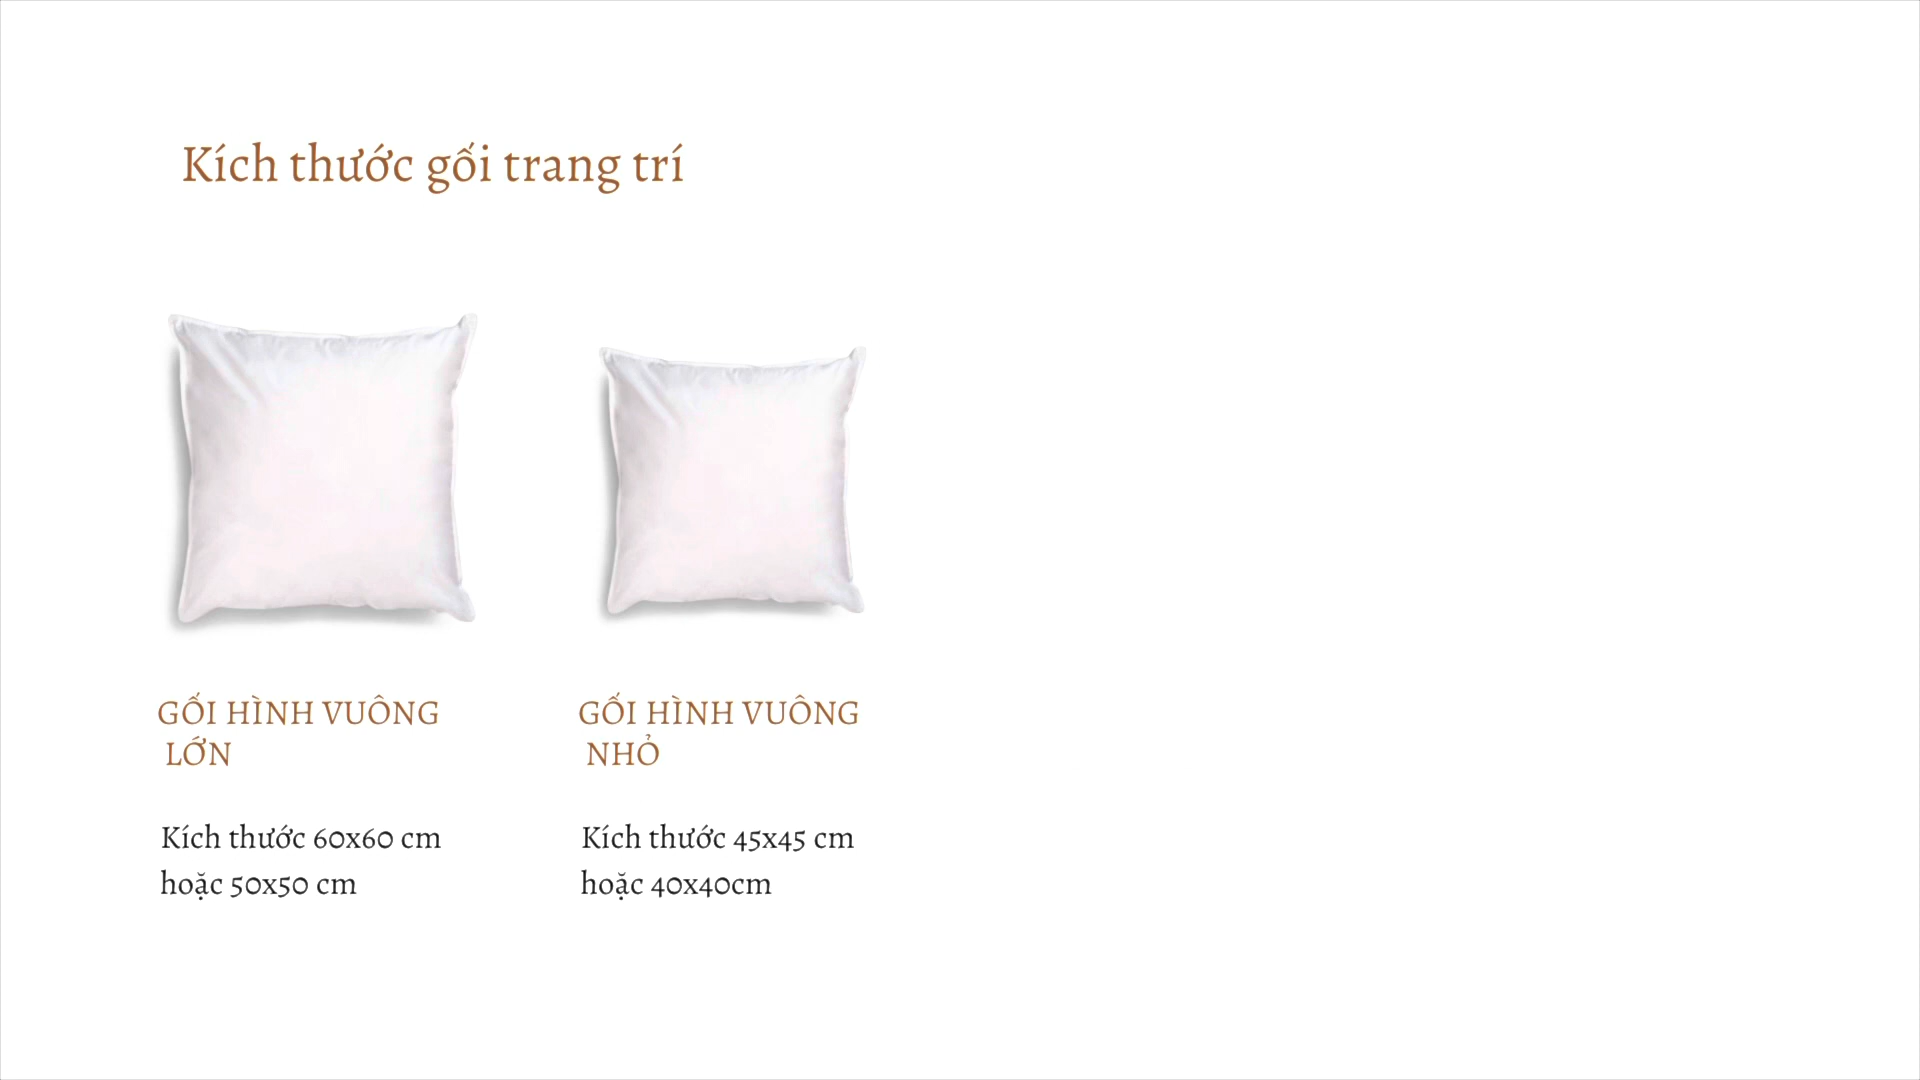 Kích thước gối trang trí
GỐI HÌNH VUÔNG
LỚN
Kích thước 60x60 cm
hoặc 50x50 cm
GỐI HÌNH VUÔNG
NHỎ
Kích thước 45x45 cm
hoặc 40x40cm